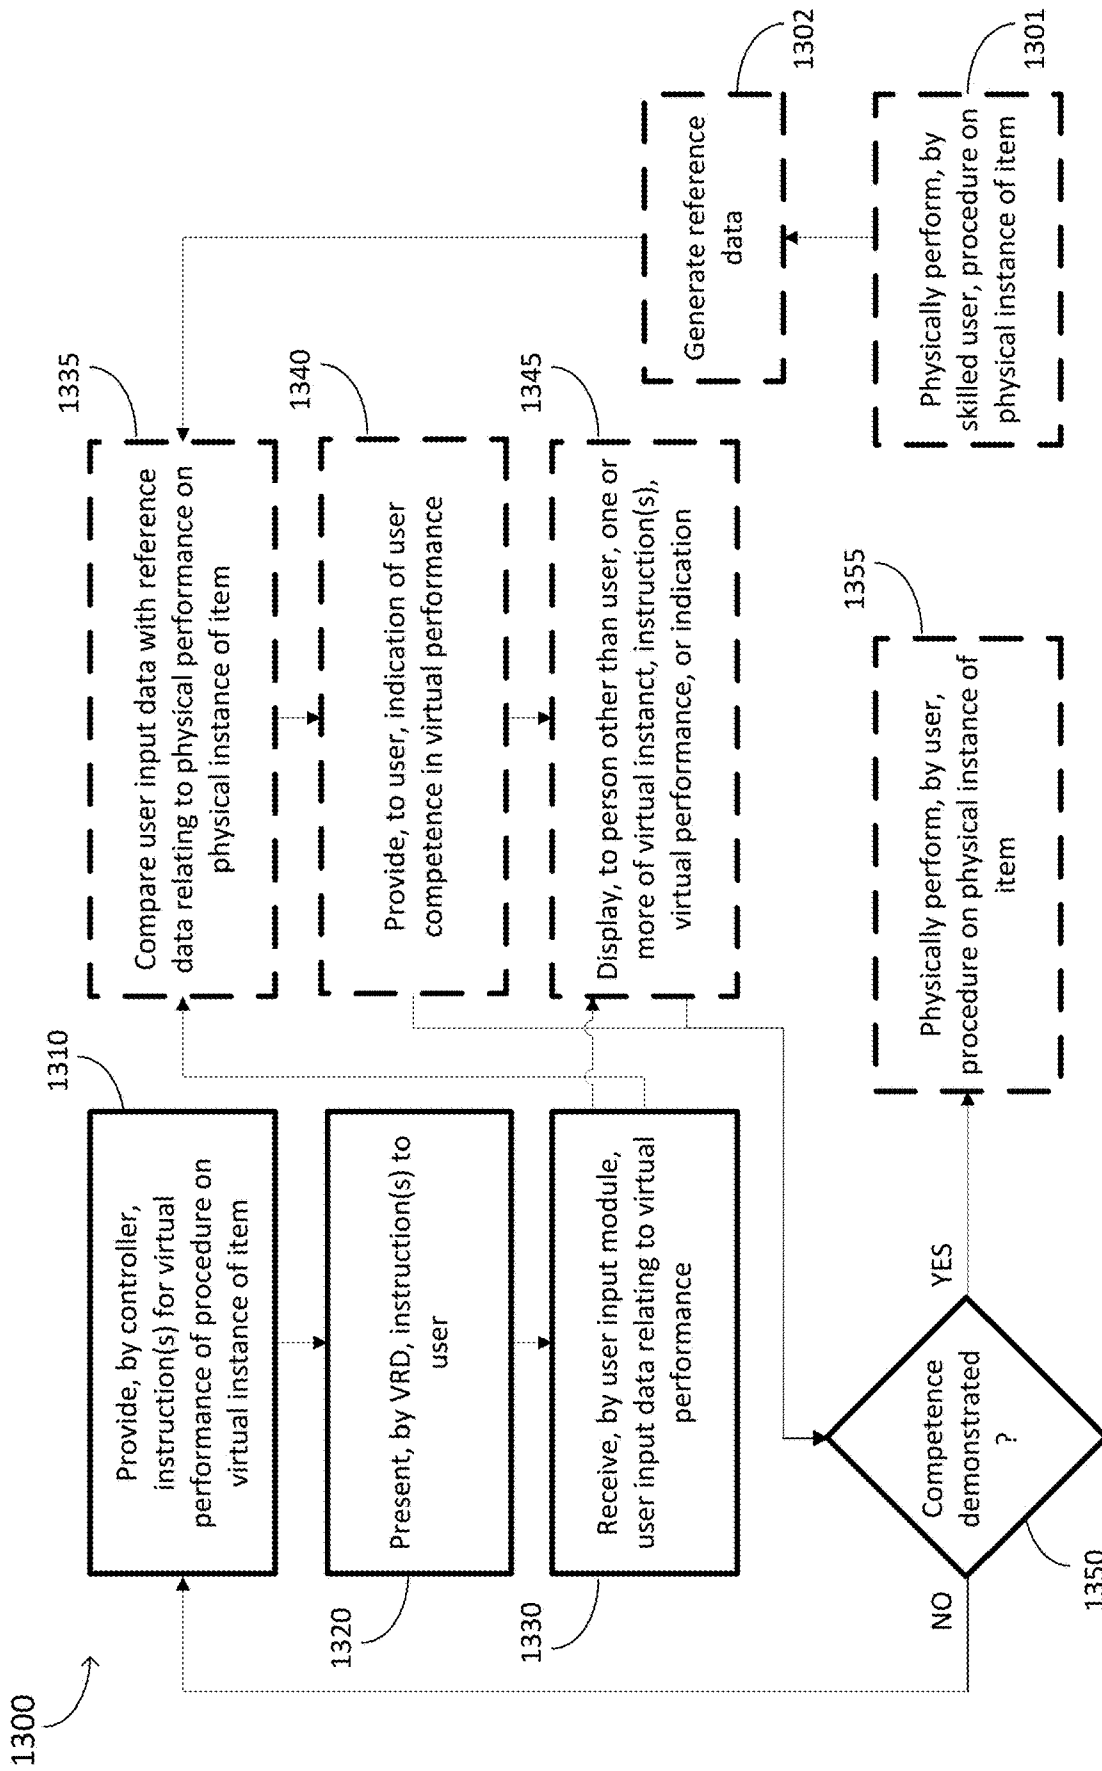 1300
1310
Provide, by controller,
instruction(s) for virtual
performance of procedure on
virtual instance of item
1320
Present, by VRD, instruction(s) to
user
1330
Receive, by user input module,
user input data relating to virtual
performance
1335
Compare user input data with reference
data relating to physical performance on
physical instance of item
1340
Provide, to user, indication of user
competence in virtual performance
1345
Display, to person other than user, one or
more of virtual instanct, instruction(s),
virtual performance, or indication
1302
Generate reference
data
1301
Physically perform, by
skilled user, procedure on
physical instance of item
1350
Competence
demonstrated
?
NO
YES
1355
Physically perform, by user,
procedure on physical instance of
item